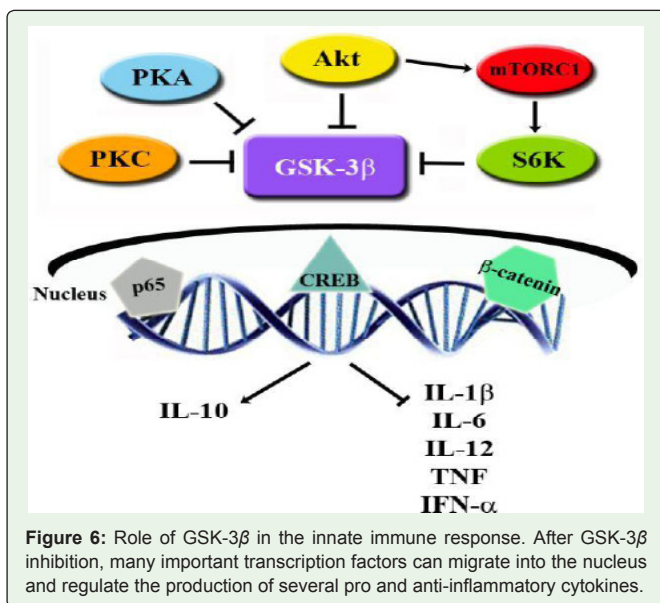 PKA
Akt
mTORC1
PKC
GSK-3β
S6K
Nucleus
p65
CREB
β-catenin
IL-10
IL-1β
IL-6
IL-12
TNF
IFN-α
Figure 6: Role of GSK-3β in the innate immune response. After GSK-3β
inhibition, many important transcription factors can migrate into the nucleus
and regulate the production of several pro and anti-inflammatory cytokines.